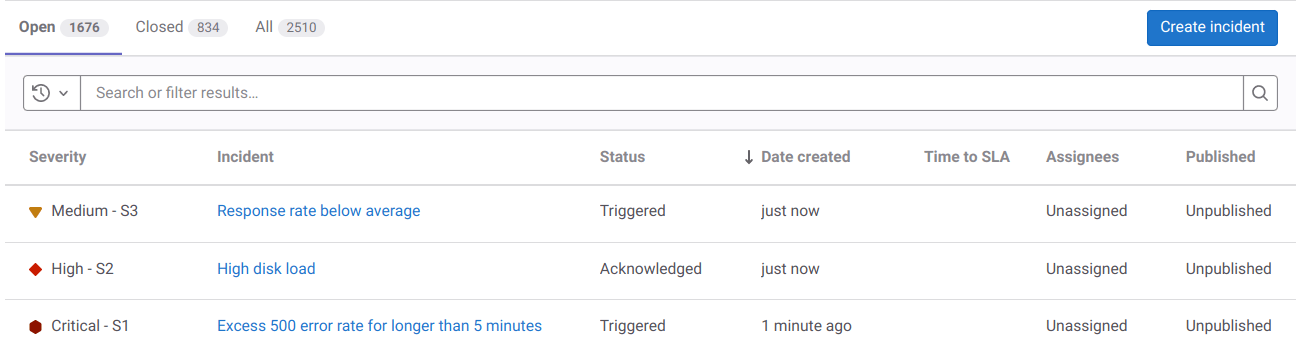 Open 1676 Closed 834 All 2510 Create incident
Search or filter results...
Severity Incident Status Date created Time to SLA Assignees Published
Medium - S3 Response rate below average Triggered just now Unassigned Unpublished
High - S2 High disk load Acknowledged just now Unassigned Unpublished
Critical - S1 Excess 500 error rate for longer than 5 minutes Triggered 1 minute ago Unassigned Unpublished